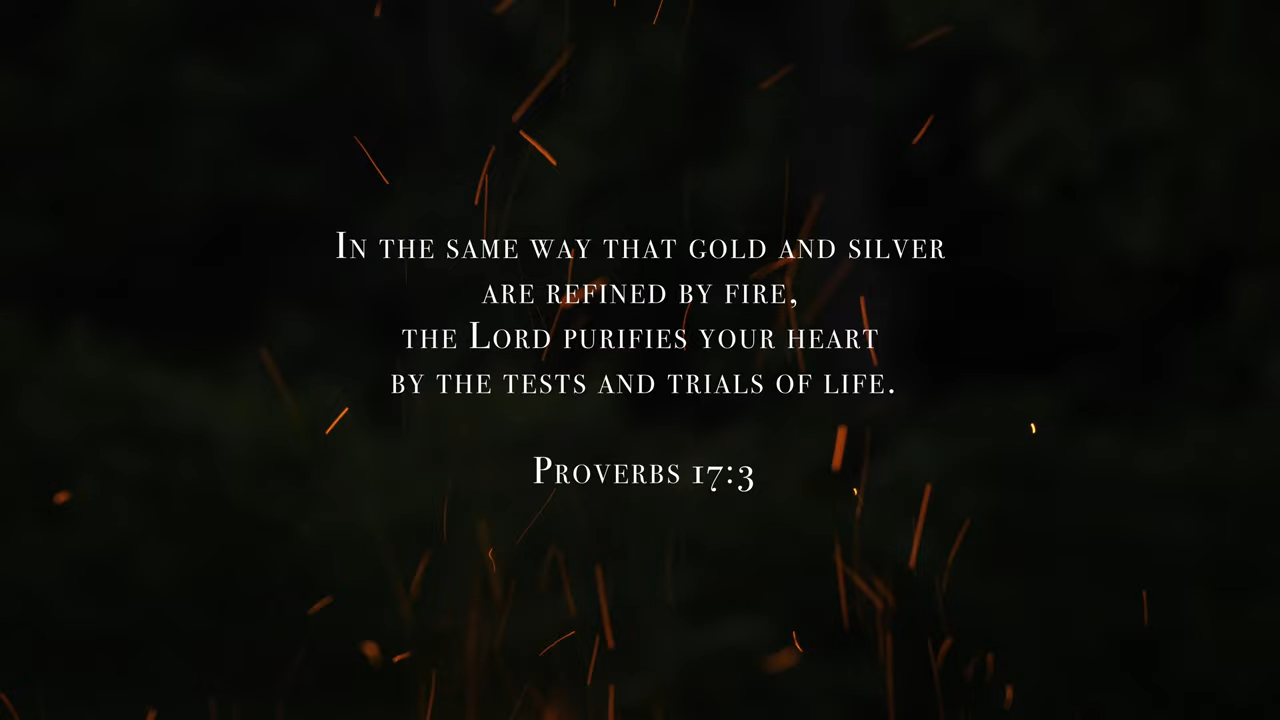 In the same way that gold and silver
are refined by fire,
the Lord purifies your heart
by the tests and trials of life.
Proverbs 17:3